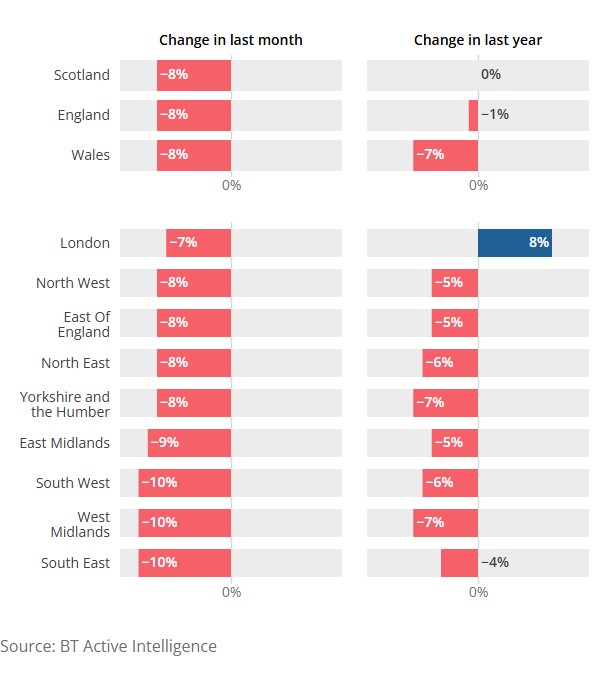 Change in last month Change in last year
Scotland −8% 0%
England −8% −1%
Wales −8% −7%
0% 0%
London −7% 8%
North West −8% −5%
East Of
England −8% −5%
North East −8% −6%
Yorkshire and
the Humber −8% −7%
East Midlands −9% −5%
South West −10% −6%
West
Midlands −10% −7%
South East −10% −4%
0% 0%
Source: BT Active Intelligence